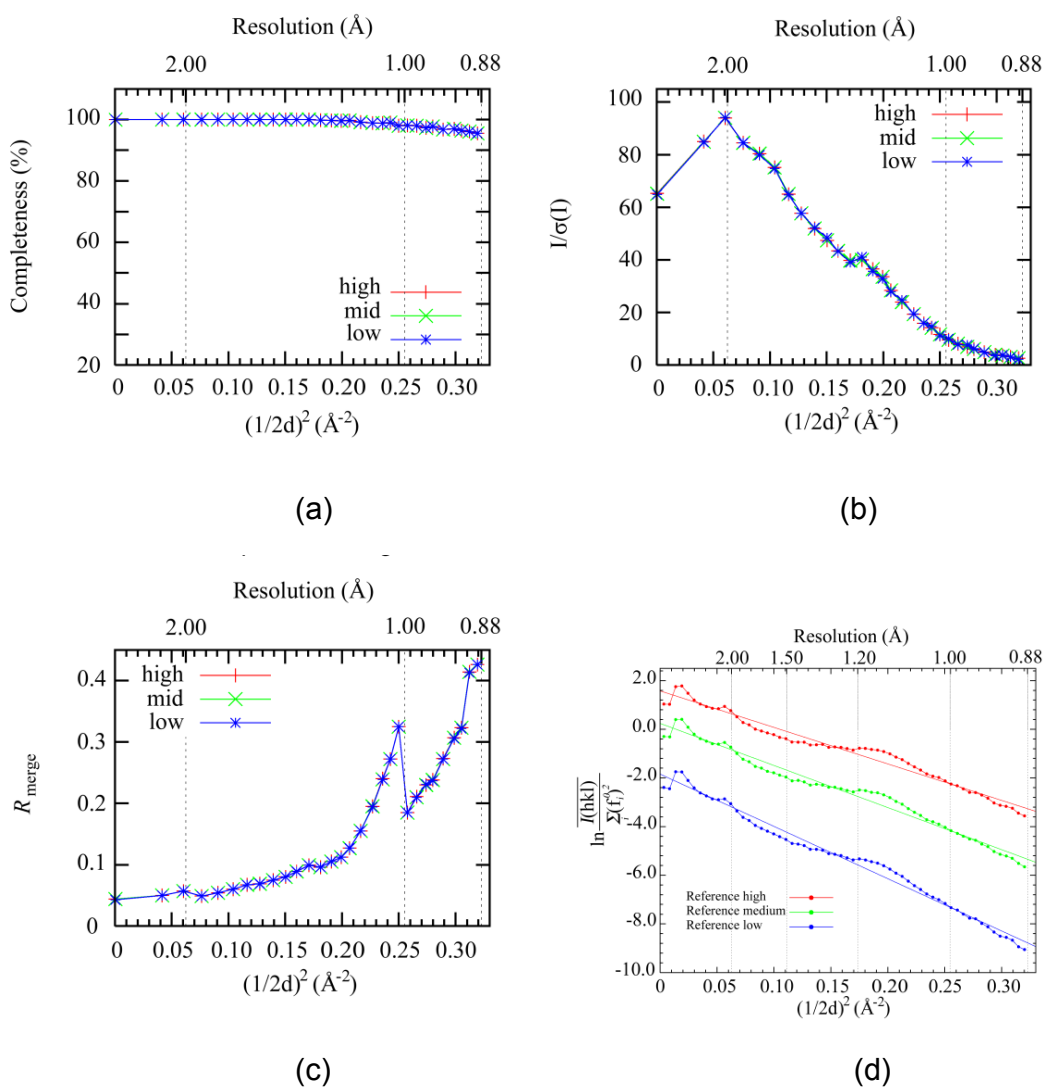 (a)
Resolution (Å)
2.00 1.00 0.88
Completeness (%)
100
80
60
40
20
high
mid
low
0 0.05 0.10 0.15 0.20 0.25 0.30
(1/2d)² (Å⁻²)
(a)
Resolution (Å)
2.00 1.00 0.88
I/σ(I)
100
80
60
40
20
0
high
mid
low
0 0.05 0.10 0.15 0.20 0.25 0.30
(1/2d)² (Å⁻²)
(b)
Resolution (Å)
2.00 1.00 0.88
R merge
0.4
0.3
0.2
0.1
0
high
mid
low
0 0.05 0.10 0.15 0.20 0.25 0.30
(1/2d)² (Å⁻²)
(c)
Resolution (Å)
2.00 1.50 1.20 1.00 0.88
2.0
0.0
-2.0
-4.0
-6.0
-8.0
-10.0
Reference high
Reference medium
Reference low
0.00 0.05 0.10 0.15 0.20 0.25 0.30
(1/2d)² (Å⁻²)
(d)